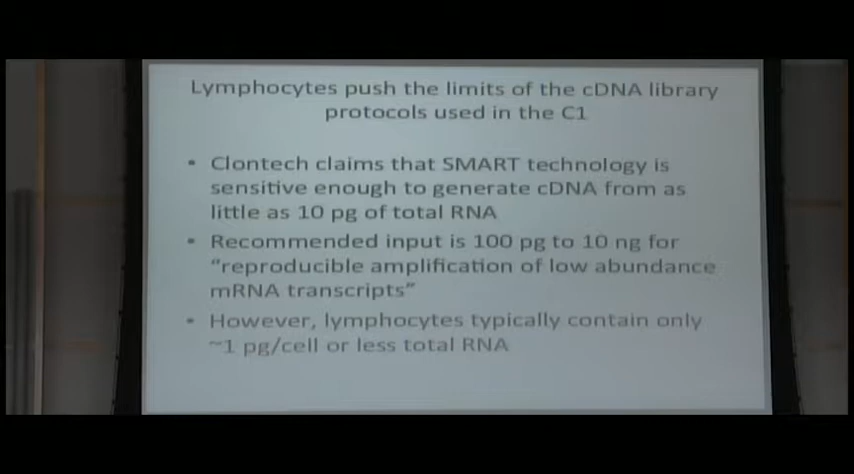 Lymphocytes push the limits of the cDNA library
protocols used in the C1
• Clontech claims that SMART technology is
sensitive enough to generate cDNA from as
little as 10 pg of total RNA
• Recommended input is 100 pg to 10 ng for
“reproducible amplification of low abundance
mRNA transcripts”
• However, lymphocytes typically contain only
~1 pg/cell or less total RNA